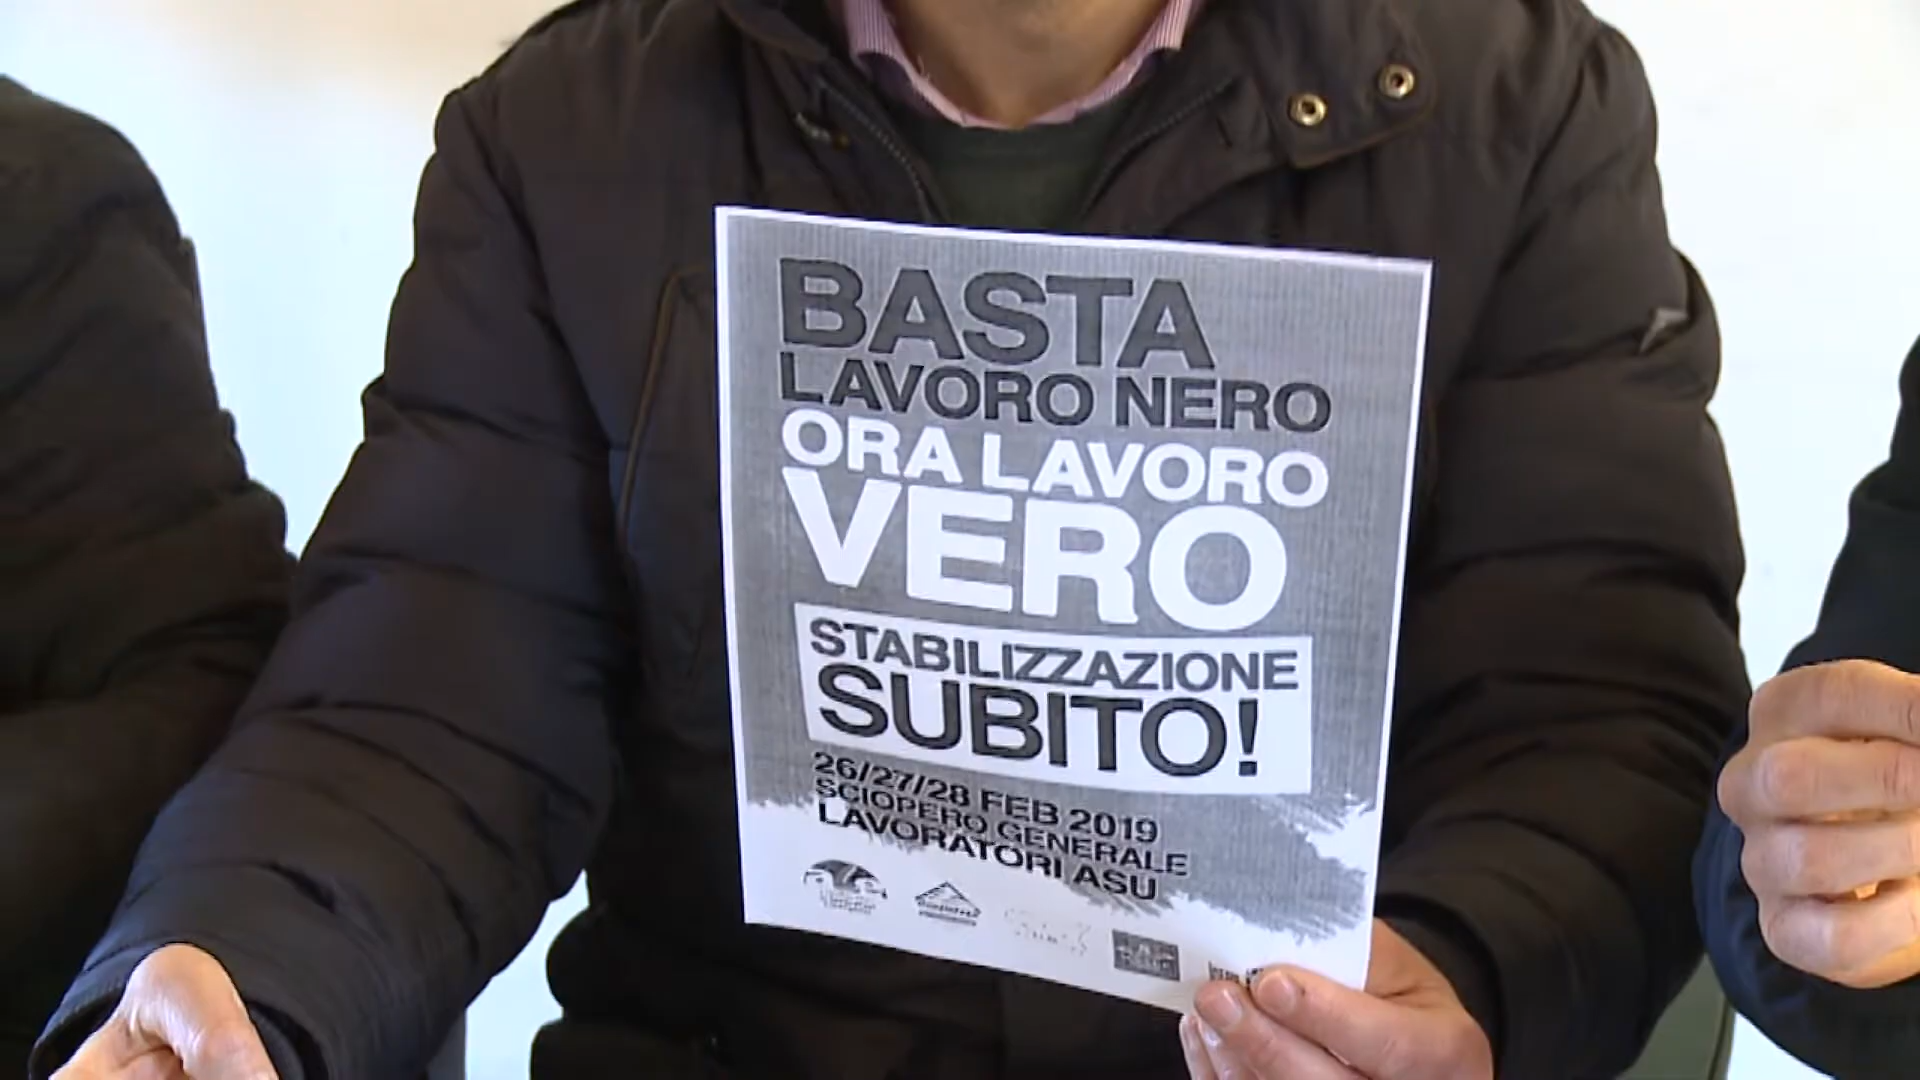 BASTA
LAVORO NERO
ORA LAVORO
VERO
STABILIZZAZIONE
SUBITO!
26/27/28 FEB 2019
SCIOPERO GENERALE
LAVORATORI ASU